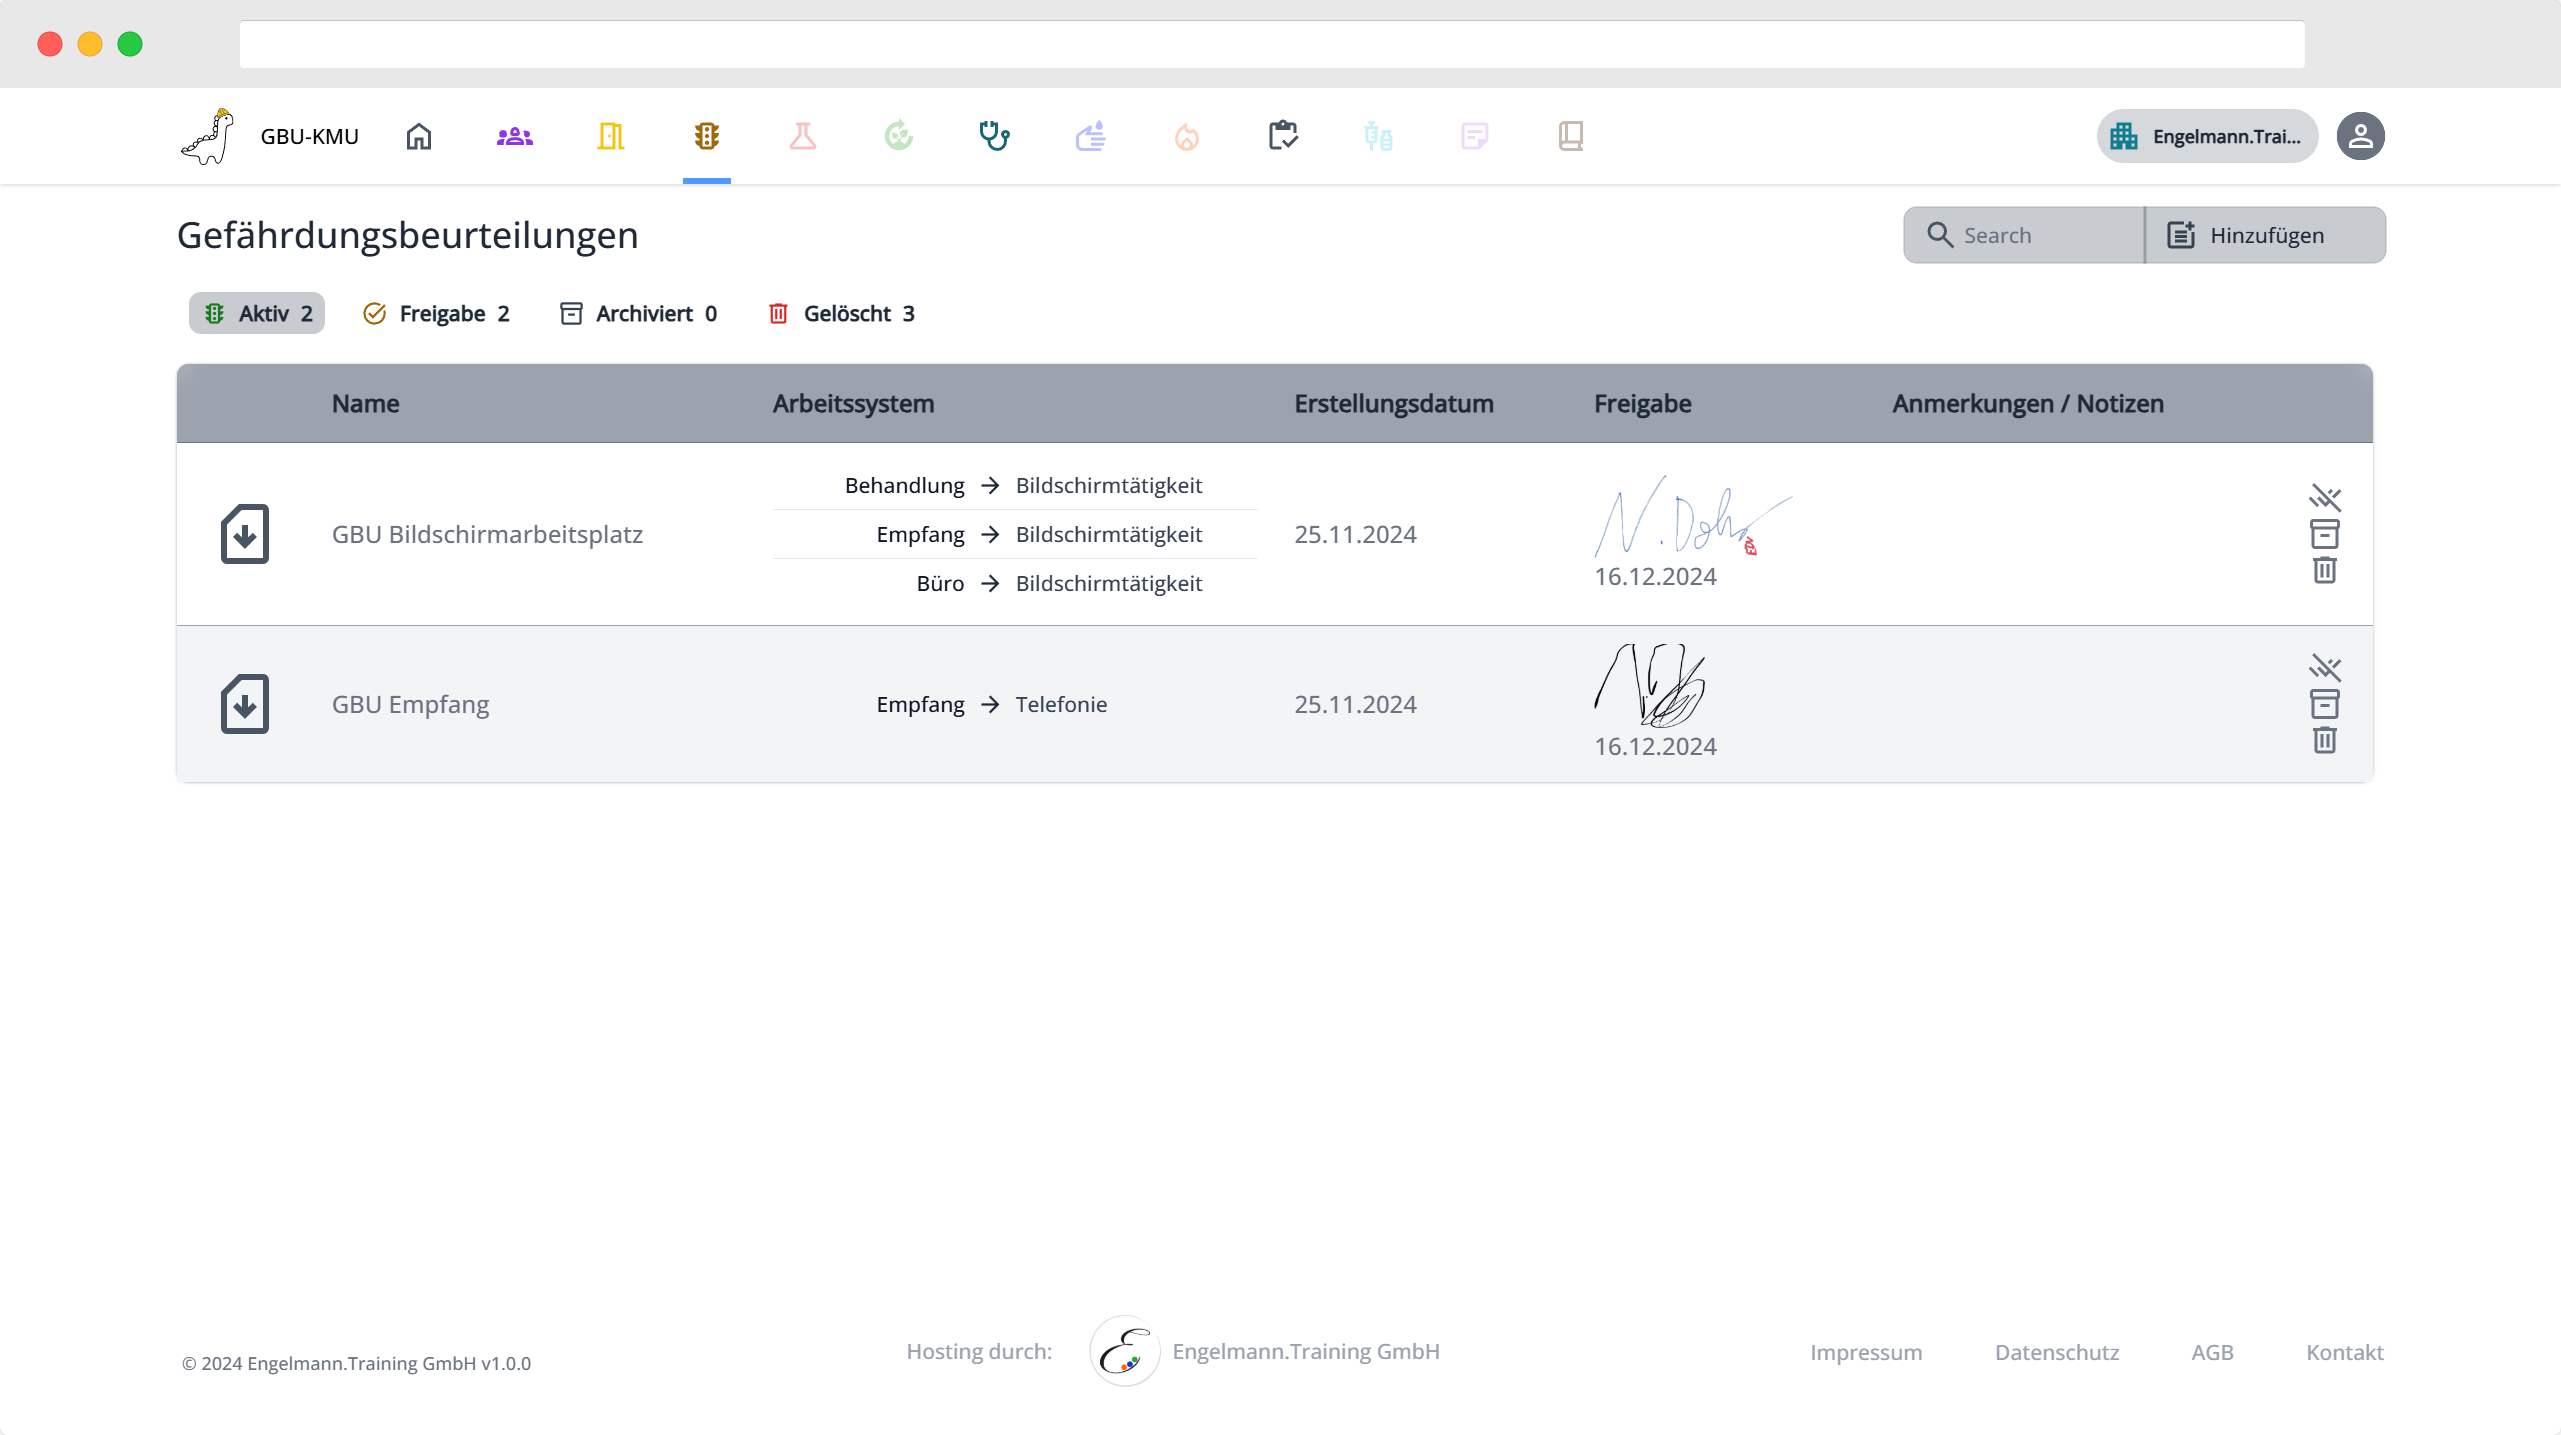 GBU-KMU
Engelmann.Trai...
Gefährdungsbeurteilungen
Search
Hinzufügen
Aktiv 2
Freigabe 2
Archiviert 0
Gelöscht 3
Name Arbeitssystem Erstellungsdatum Freigabe Anmerkungen / Notizen
Behandlung → Bildschirmtätigkeit
GBU Bildschirmarbeitsplatz Empfang → Bildschirmtätigkeit 25.11.2024
Büro → Bildschirmtätigkeit
16.12.2024
GBU Empfang Empfang → Telefonie 25.11.2024
16.12.2024
© 2024 Engelmann.Training GmbH v1.0.0
Hosting durch: Engelmann.Training GmbH
Impressum Datenschutz AGB Kontakt